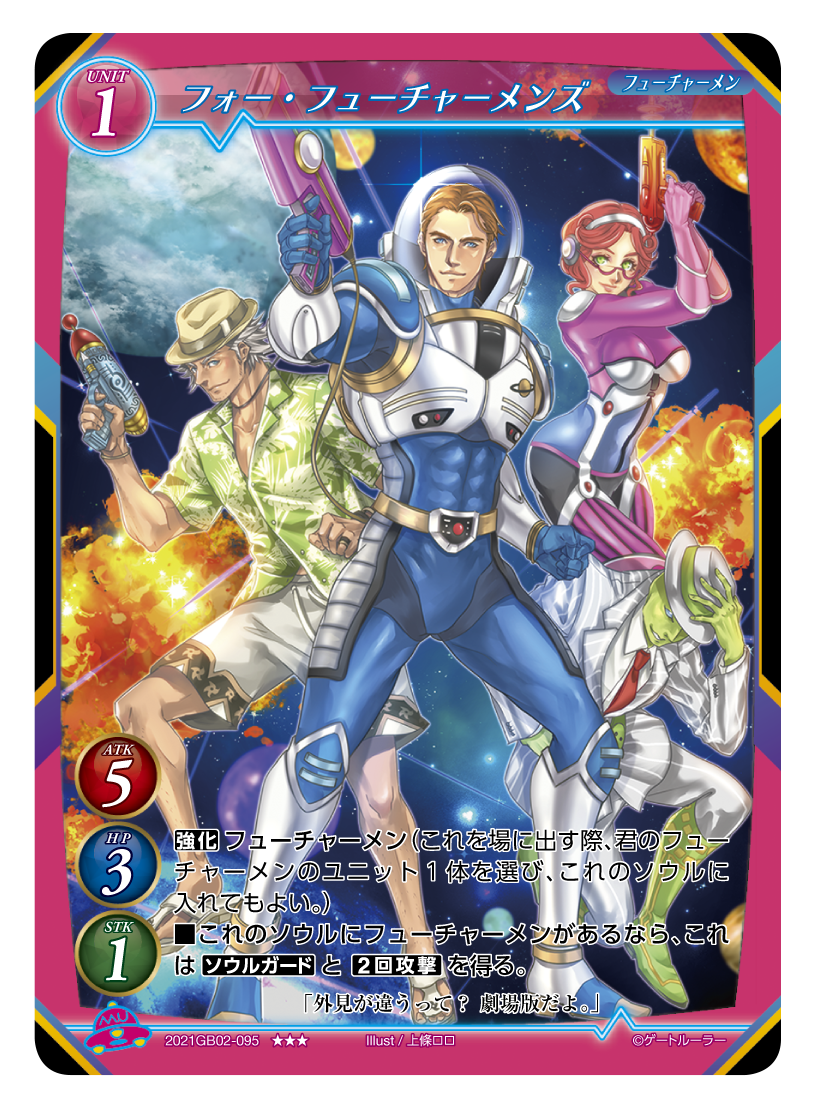 UNIT
1
フォー・フューチャーメンズ
フューチャーメン
ATK
5
HP
3
STK
1
強化 フューチャーメン(これを場に出す際、君のフュー
チャーメンのユニット1体を選び、これのソウルに
入れてもよい。)
■これのソウルにフューチャーメンがあるなら、これ
は ソウルガード と 2回攻撃 を得る。
「外見が違うって? 劇場版だよ。」
MU
2021GB02-095 ★★★ Illust / 上條ロロ ©ゲートルーラー